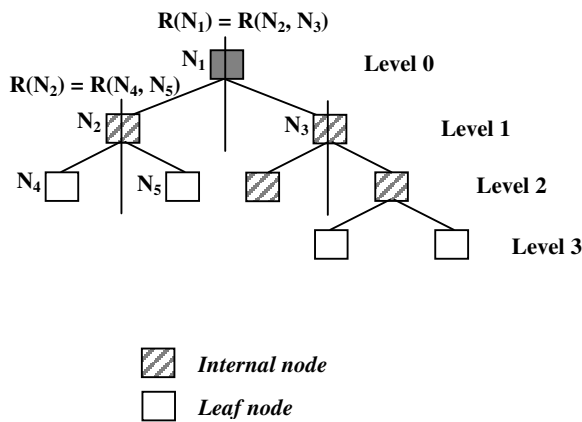 R(N1) = R(N2, N3)
N1
Level 0
R(N2) = R(N4, N5)
N2
N3
Level 1
N4
N5
Level 2
Level 3
Internal node
Leaf node